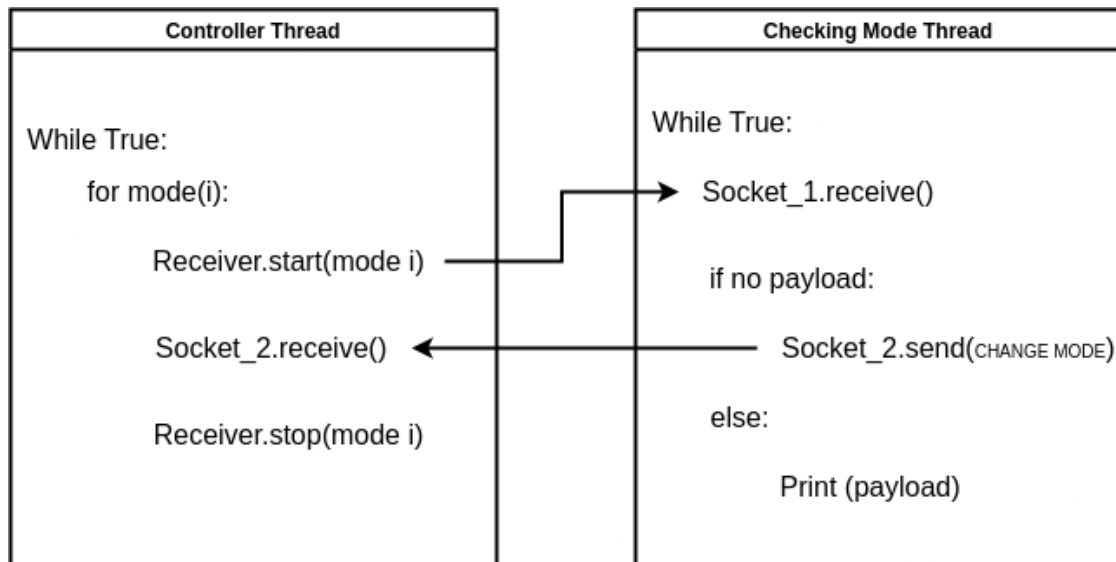 Controller Thread
While True:
for mode(i):
Receiver.start(mode i)
Socket_2.receive()
Receiver.stop(mode i)
Checking Mode Thread
While True:
Socket_1.receive()
if no payload:
Socket_2.send(CHANGE MODE)
else:
Print (payload)